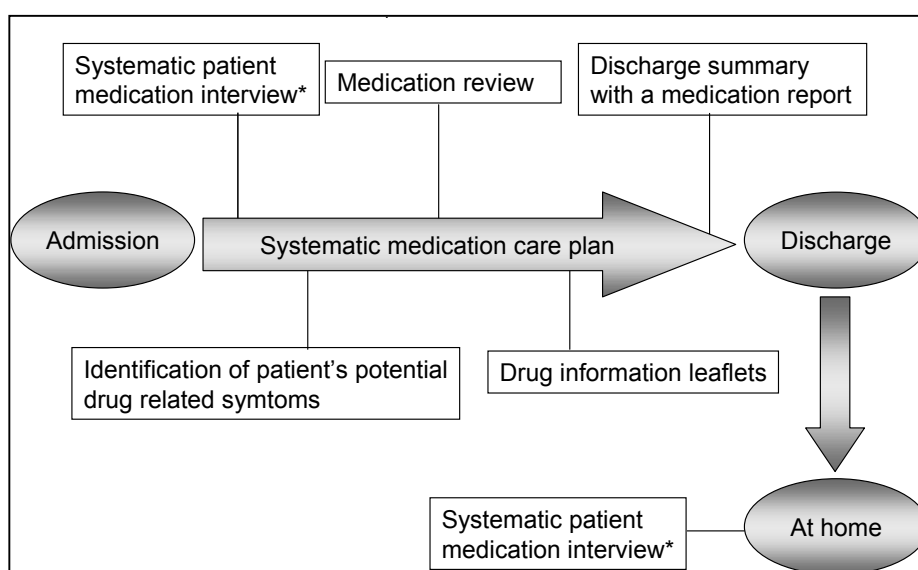 Systematic patient
medication interview*
Medication review
Discharge summary
with a medication report
Admission
Systematic medication care plan
Discharge
Identification of patient’s potential
drug related symtoms
Drug information leaflets
Systematic patient
medication interview*
At home